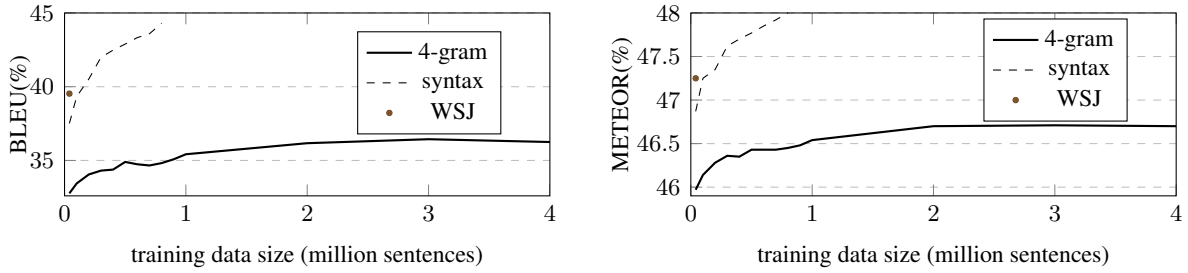 BLEU(%)
45
40
35
0
1
2
3
4
training data size (million sentences)
4-gram
syntax
WSJ
METEOR(%)
48
47.5
47
46.5
46
0
1
2
3
4
training data size (million sentences)
4-gram
syntax
WSJ